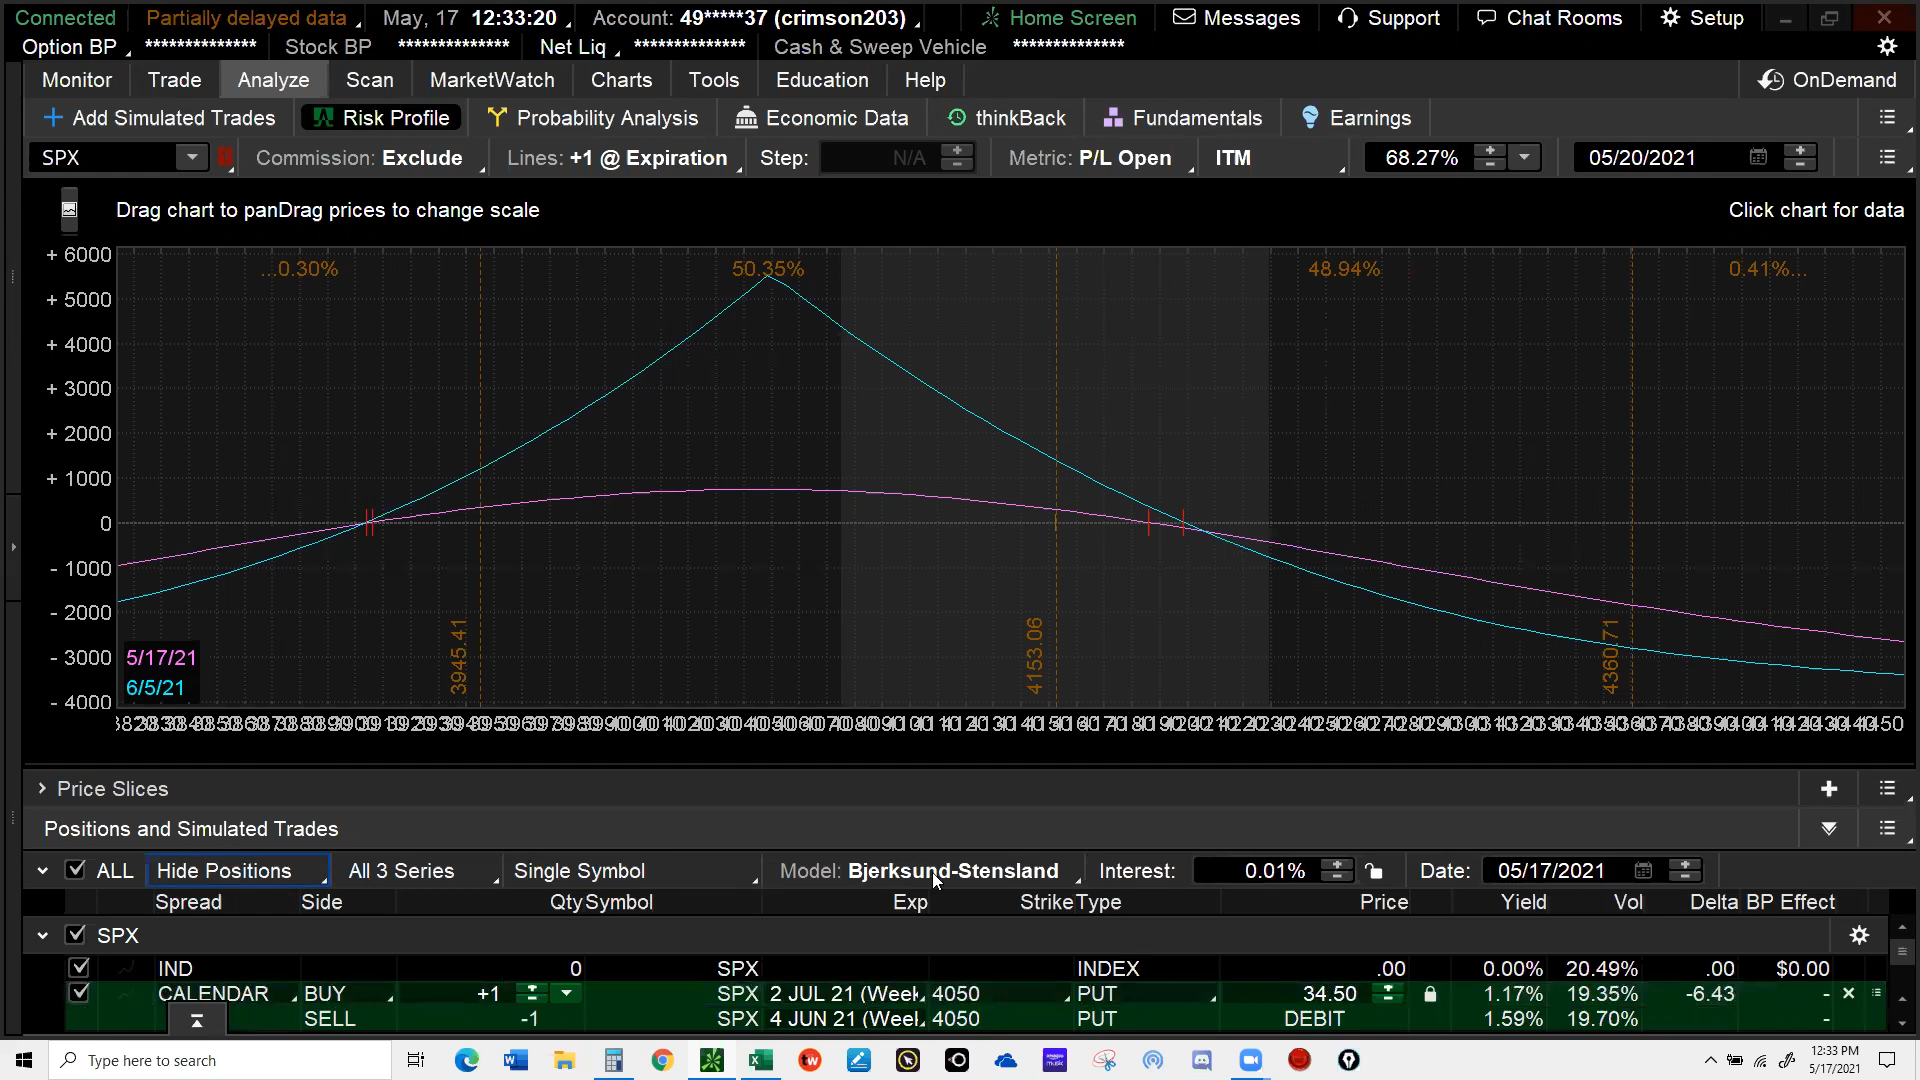 Connected Partially delayed data May, 17 12:33:20 Account: 49*****37 (crimson203) Home Screen Messages Support Chat Rooms Setup
Option BP ************** Stock BP ************** Net Liq ************** Cash & Sweep Vehicle **************
Monitor Trade Analyze Scan MarketWatch Charts Tools Education Help OnDemand
Add Simulated Trades Risk Profile Probability Analysis Economic Data thinkBack Fundamentals Earnings
SPX Commission: Exclude Lines: +1 @ Expiration Step: N/A Metric: P/L Open ITM 68.27% 05/20/2021
Drag chart to panDrag prices to change scale Click chart for data
+ 6000
...0.30% 50.35% 48.94% 0.41%...
+ 5000
+ 4000
+ 3000
+ 2000
+ 1000
0
- 1000
- 2000
- 3000
- 4000
3945.41 4153.06 4360.71
5/17/21
6/5/21
Price Slices
Positions and Simulated Trades
ALL Hide Positions All 3 Series Single Symbol Model: Bjerksund-Stensland Interest: 0.01% Date: 05/17/2021
Spread Side Qty Symbol Exp Strike Type Price Yield Vol Delta BP Effect
SPX
IND 0 SPX INDEX .00 0.00% 20.49% .00 $0.00
CALENDAR BUY +1 SPX 2 JUL 21 (Week 4050 PUT 34.50 1.17% 19.35% -6.43 -
SELL -1 SPX 4 JUN 21 (Weel 4050 PUT DEBIT 1.59% 19.70% -
Type here to search 12:33 PM
5/17/2021